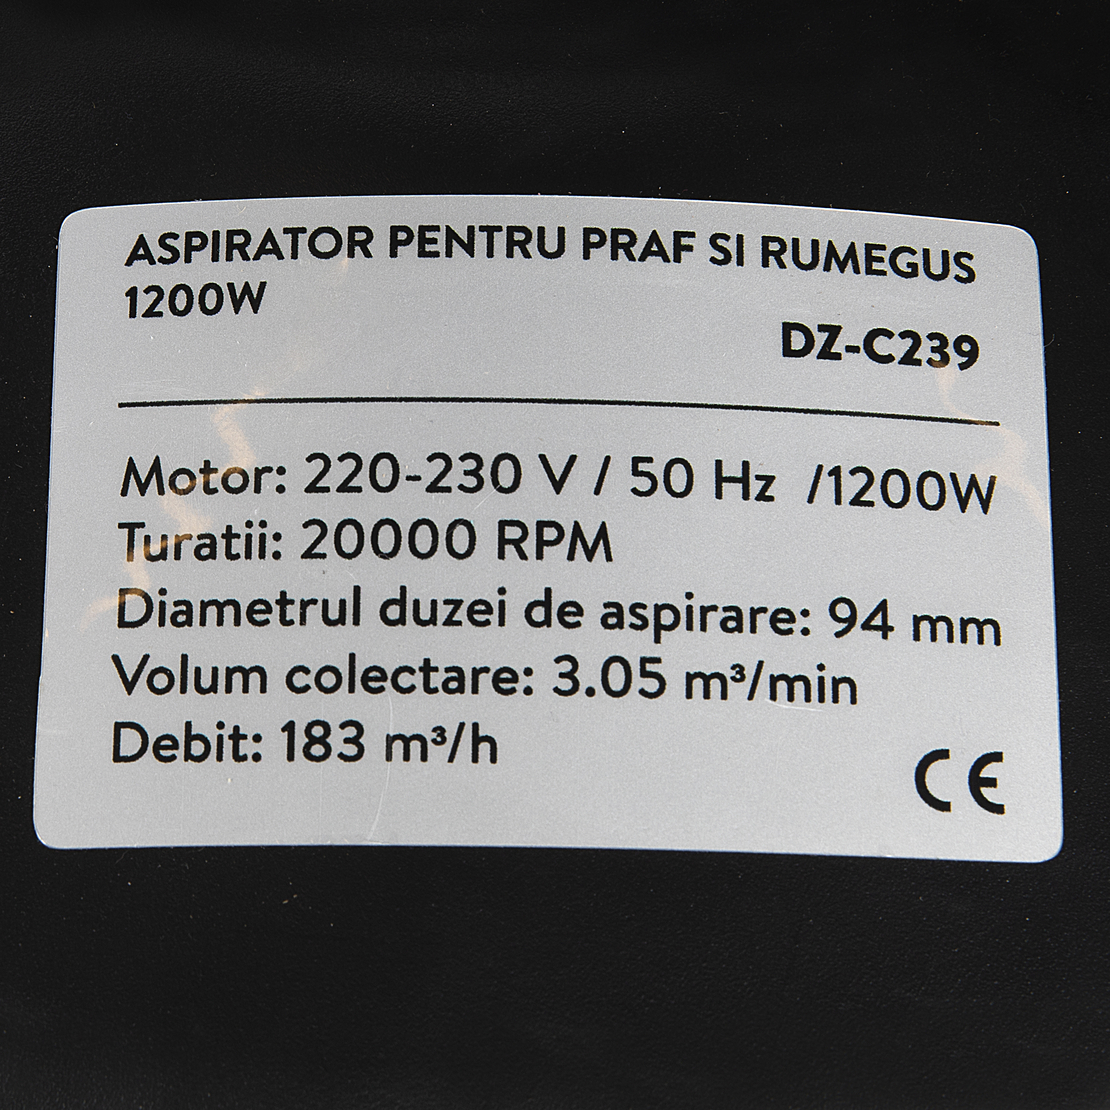 ASPIRATOR PENTRU PRAF SI RUMEGUS
1200W
DZ-C239
Motor: 220-230 V / 50 Hz /1200W
Turatii: 20000 RPM
Diametrul duzei de aspirare: 94 mm
Volum colectare: 3.05 m³/min
Debit: 183 m³/h
CE